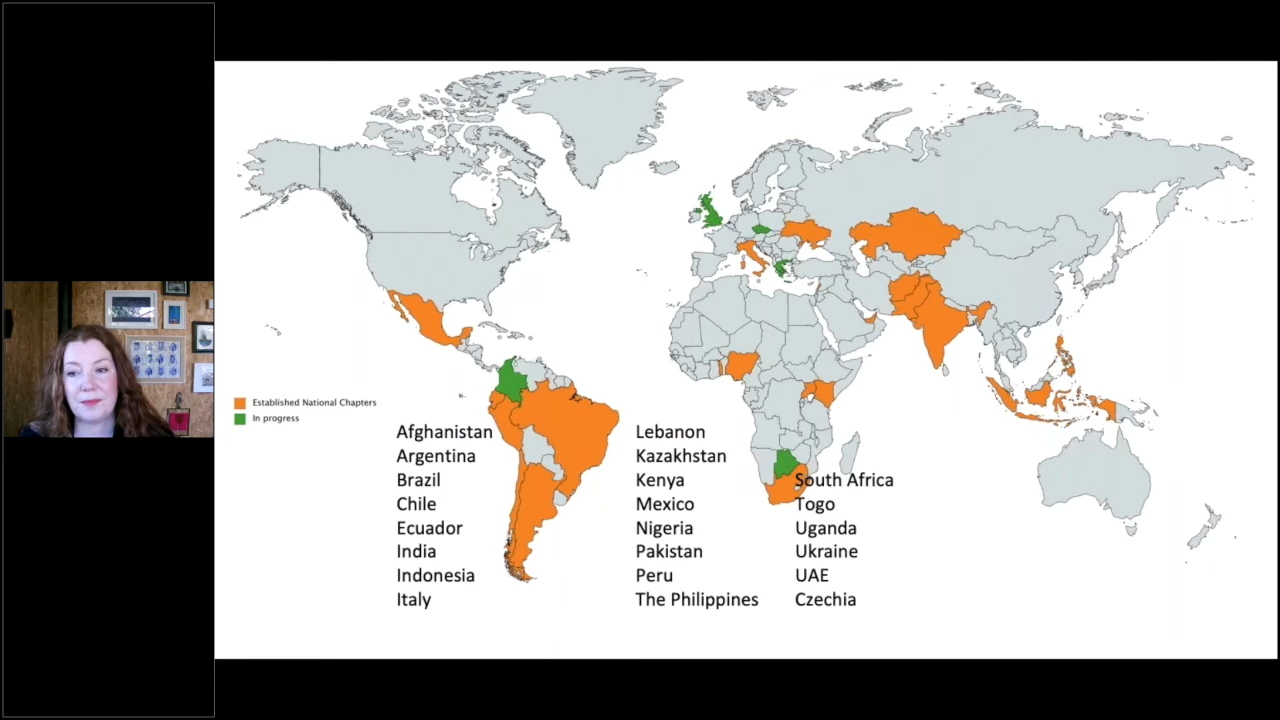 Established National Chapters
In progress
Afghanistan
Argentina
Brazil
Chile
Ecuador
India
Indonesia
Italy
Lebanon
Kazakhstan
Kenya
Mexico
Nigeria
Pakistan
Peru
The Philippines
South Africa
Togo
Uganda
Ukraine
UAE
Czechia